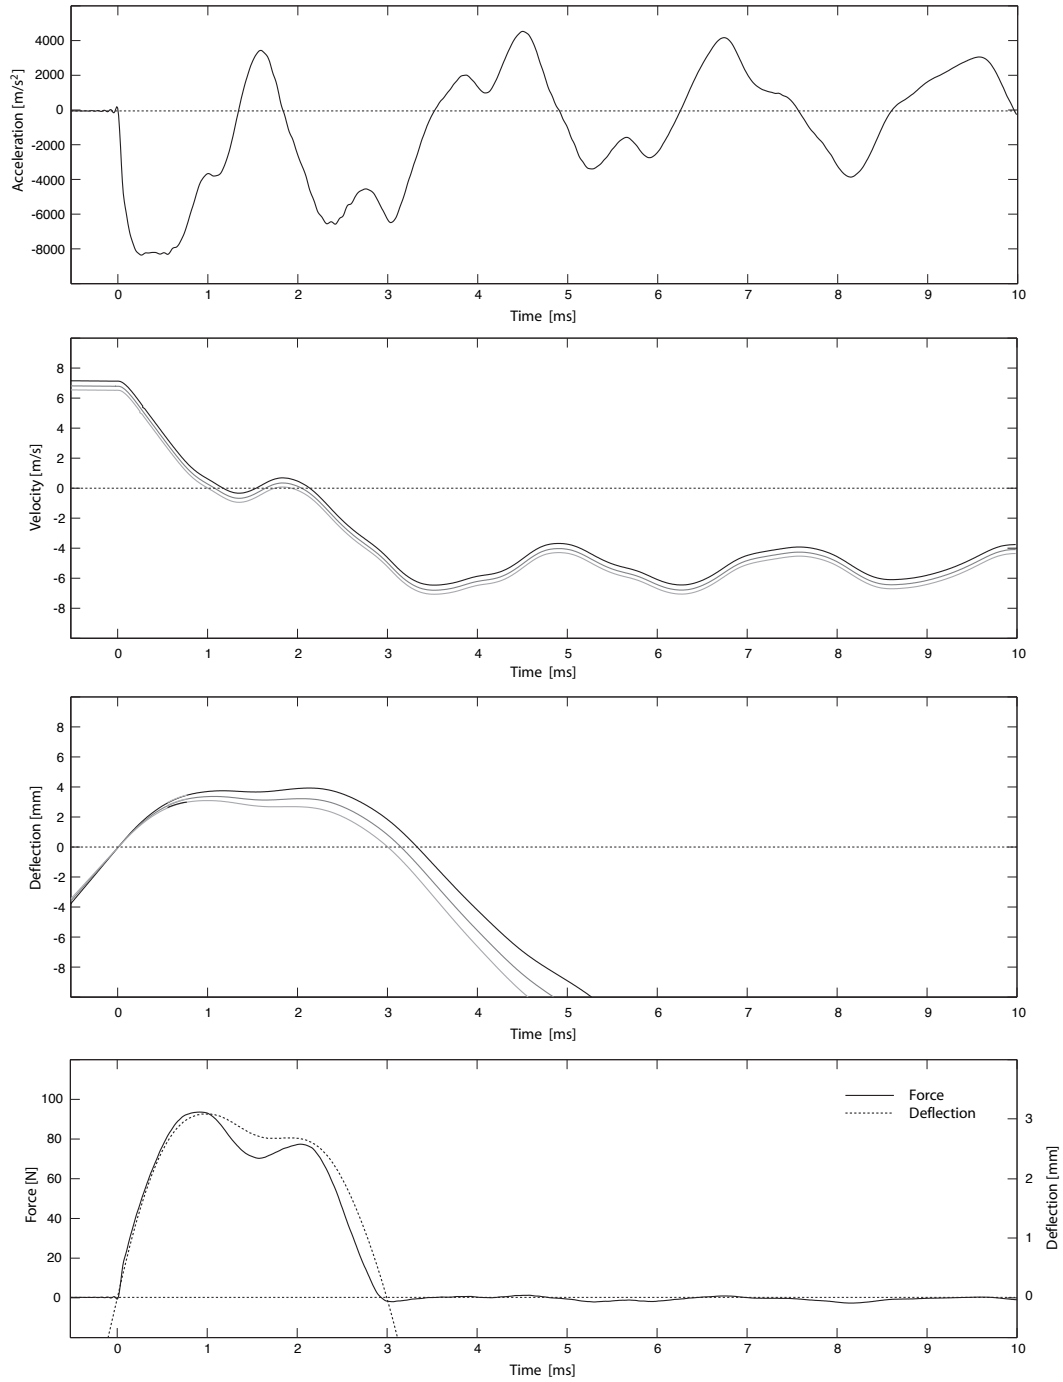 4000
2000
0
-2000
-4000
-6000
-8000
Acceleration [m/s²]
0 1 2 3 4 5 6 7 8 9 10
Time [ms]
8
6
4
2
0
-2
-4
-6
-8
Velocity [m/s]
0 1 2 3 4 5 6 7 8 9 10
Time [ms]
8
6
4
2
0
-2
-4
-6
-8
Deflection [mm]
0 1 2 3 4 5 6 7 8 9 10
Time [ms]
100
80
60
40
20
0
Force [N]
Force
Deflection
3
2
1
0
Deflection [mm]
0 1 2 3 4 5 6 7 8 9 10
Time [ms]